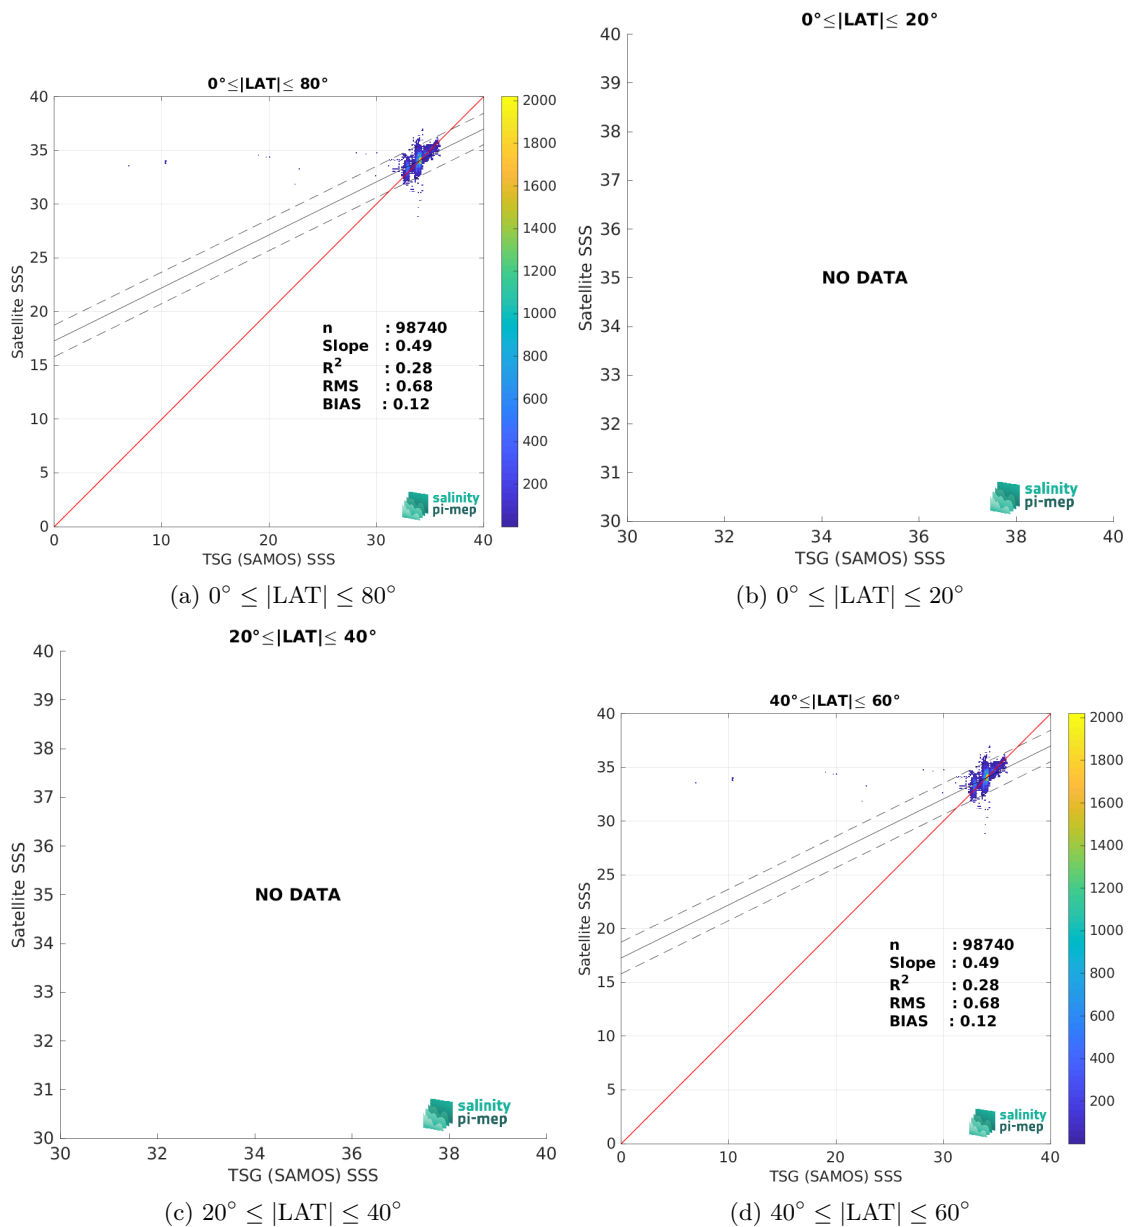 0°≤|LAT|≤ 80°
40
35
30
25
20
15
10
5
0
0
10
20
30
40
Satellite SSS
TSG (SAMOS) SSS
n : 98740
Slope : 0.49
R² : 0.28
RMS : 0.68
BIAS : 0.12
salinity
pi-mep
2000
1800
1600
1400
1200
1000
800
600
400
200
(a) 0° ≤ |LAT| ≤ 80°
0°≤|LAT|≤ 20°
40
39
38
37
36
35
34
33
32
31
30
30
32
34
36
38
40
Satellite SSS
TSG (SAMOS) SSS
NO DATA
salinity
pi-mep
(b) 0° ≤ |LAT| ≤ 20°
20°≤|LAT|≤ 40°
40
39
38
37
36
35
34
33
32
31
30
30
32
34
36
38
40
Satellite SSS
TSG (SAMOS) SSS
NO DATA
salinity
pi-mep
(c) 20° ≤ |LAT| ≤ 40°
40°≤|LAT|≤ 60°
40
35
30
25
20
15
10
5
0
0
10
20
30
40
Satellite SSS
TSG (SAMOS) SSS
n : 98740
Slope : 0.49
R² : 0.28
RMS : 0.68
BIAS : 0.12
salinity
pi-mep
2000
1800
1600
1400
1200
1000
800
600
400
200
(d) 40° ≤ |LAT| ≤ 60°